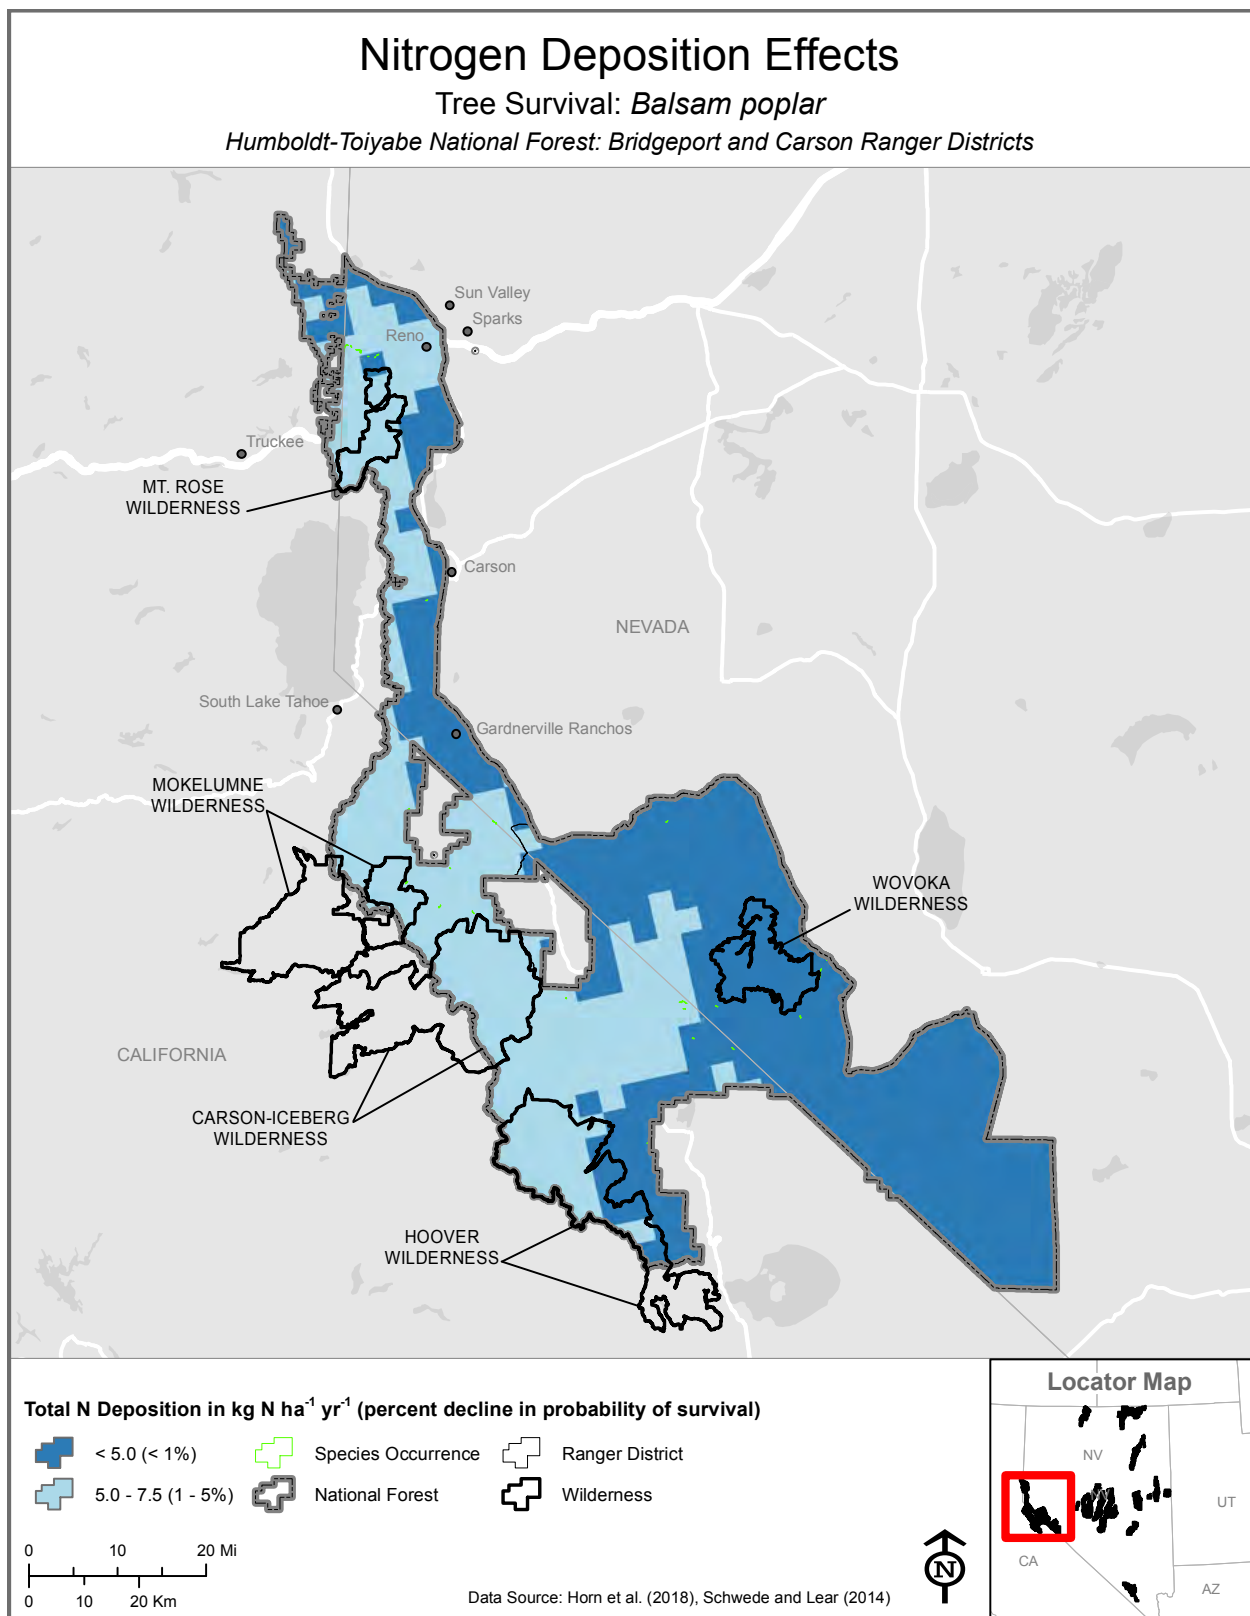 Nitrogen Deposition Effects
Tree Survival: Balsam poplar
Humboldt-Toiyabe National Forest: Bridgeport and Carson Ranger Districts
Sun Valley
Sparks
Reno
Truckee
MT. ROSE
WILDERNESS
Carson
NEVADA
South Lake Tahoe
Gardnerville Ranchos
MOKELUMNE
WILDERNESS
WOVOKA
WILDERNESS
CALIFORNIA
CARSON-ICEBERG
WILDERNESS
HOOVER
WILDERNESS
Total N Deposition in kg N ha-1 yr-1 (percent decline in probability of survival)
< 5.0 (< 1%)
Species Occurrence
Ranger District
5.0 - 7.5 (1 - 5%)
National Forest
Wilderness
0 10 20 Mi
0 10 20 Km
N
Data Source: Horn et al. (2018), Schwede and Lear (2014)
Locator Map
NV
UT
CA
AZ